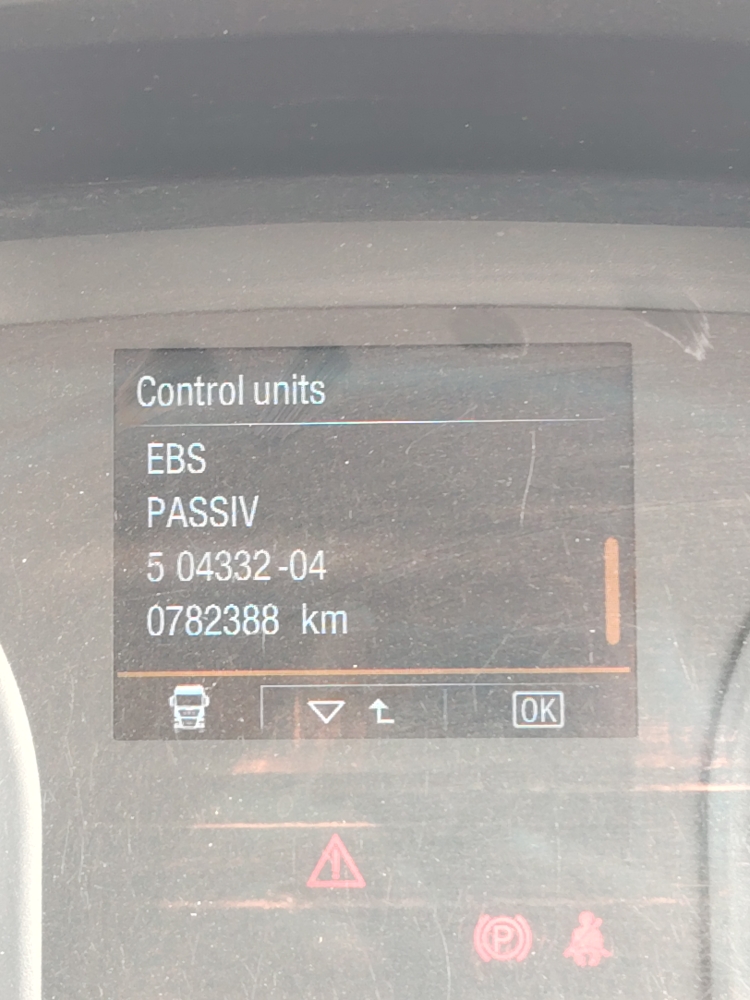 Control units
EBS
PASSIV
5 04332-04
0782388 km
OK
P